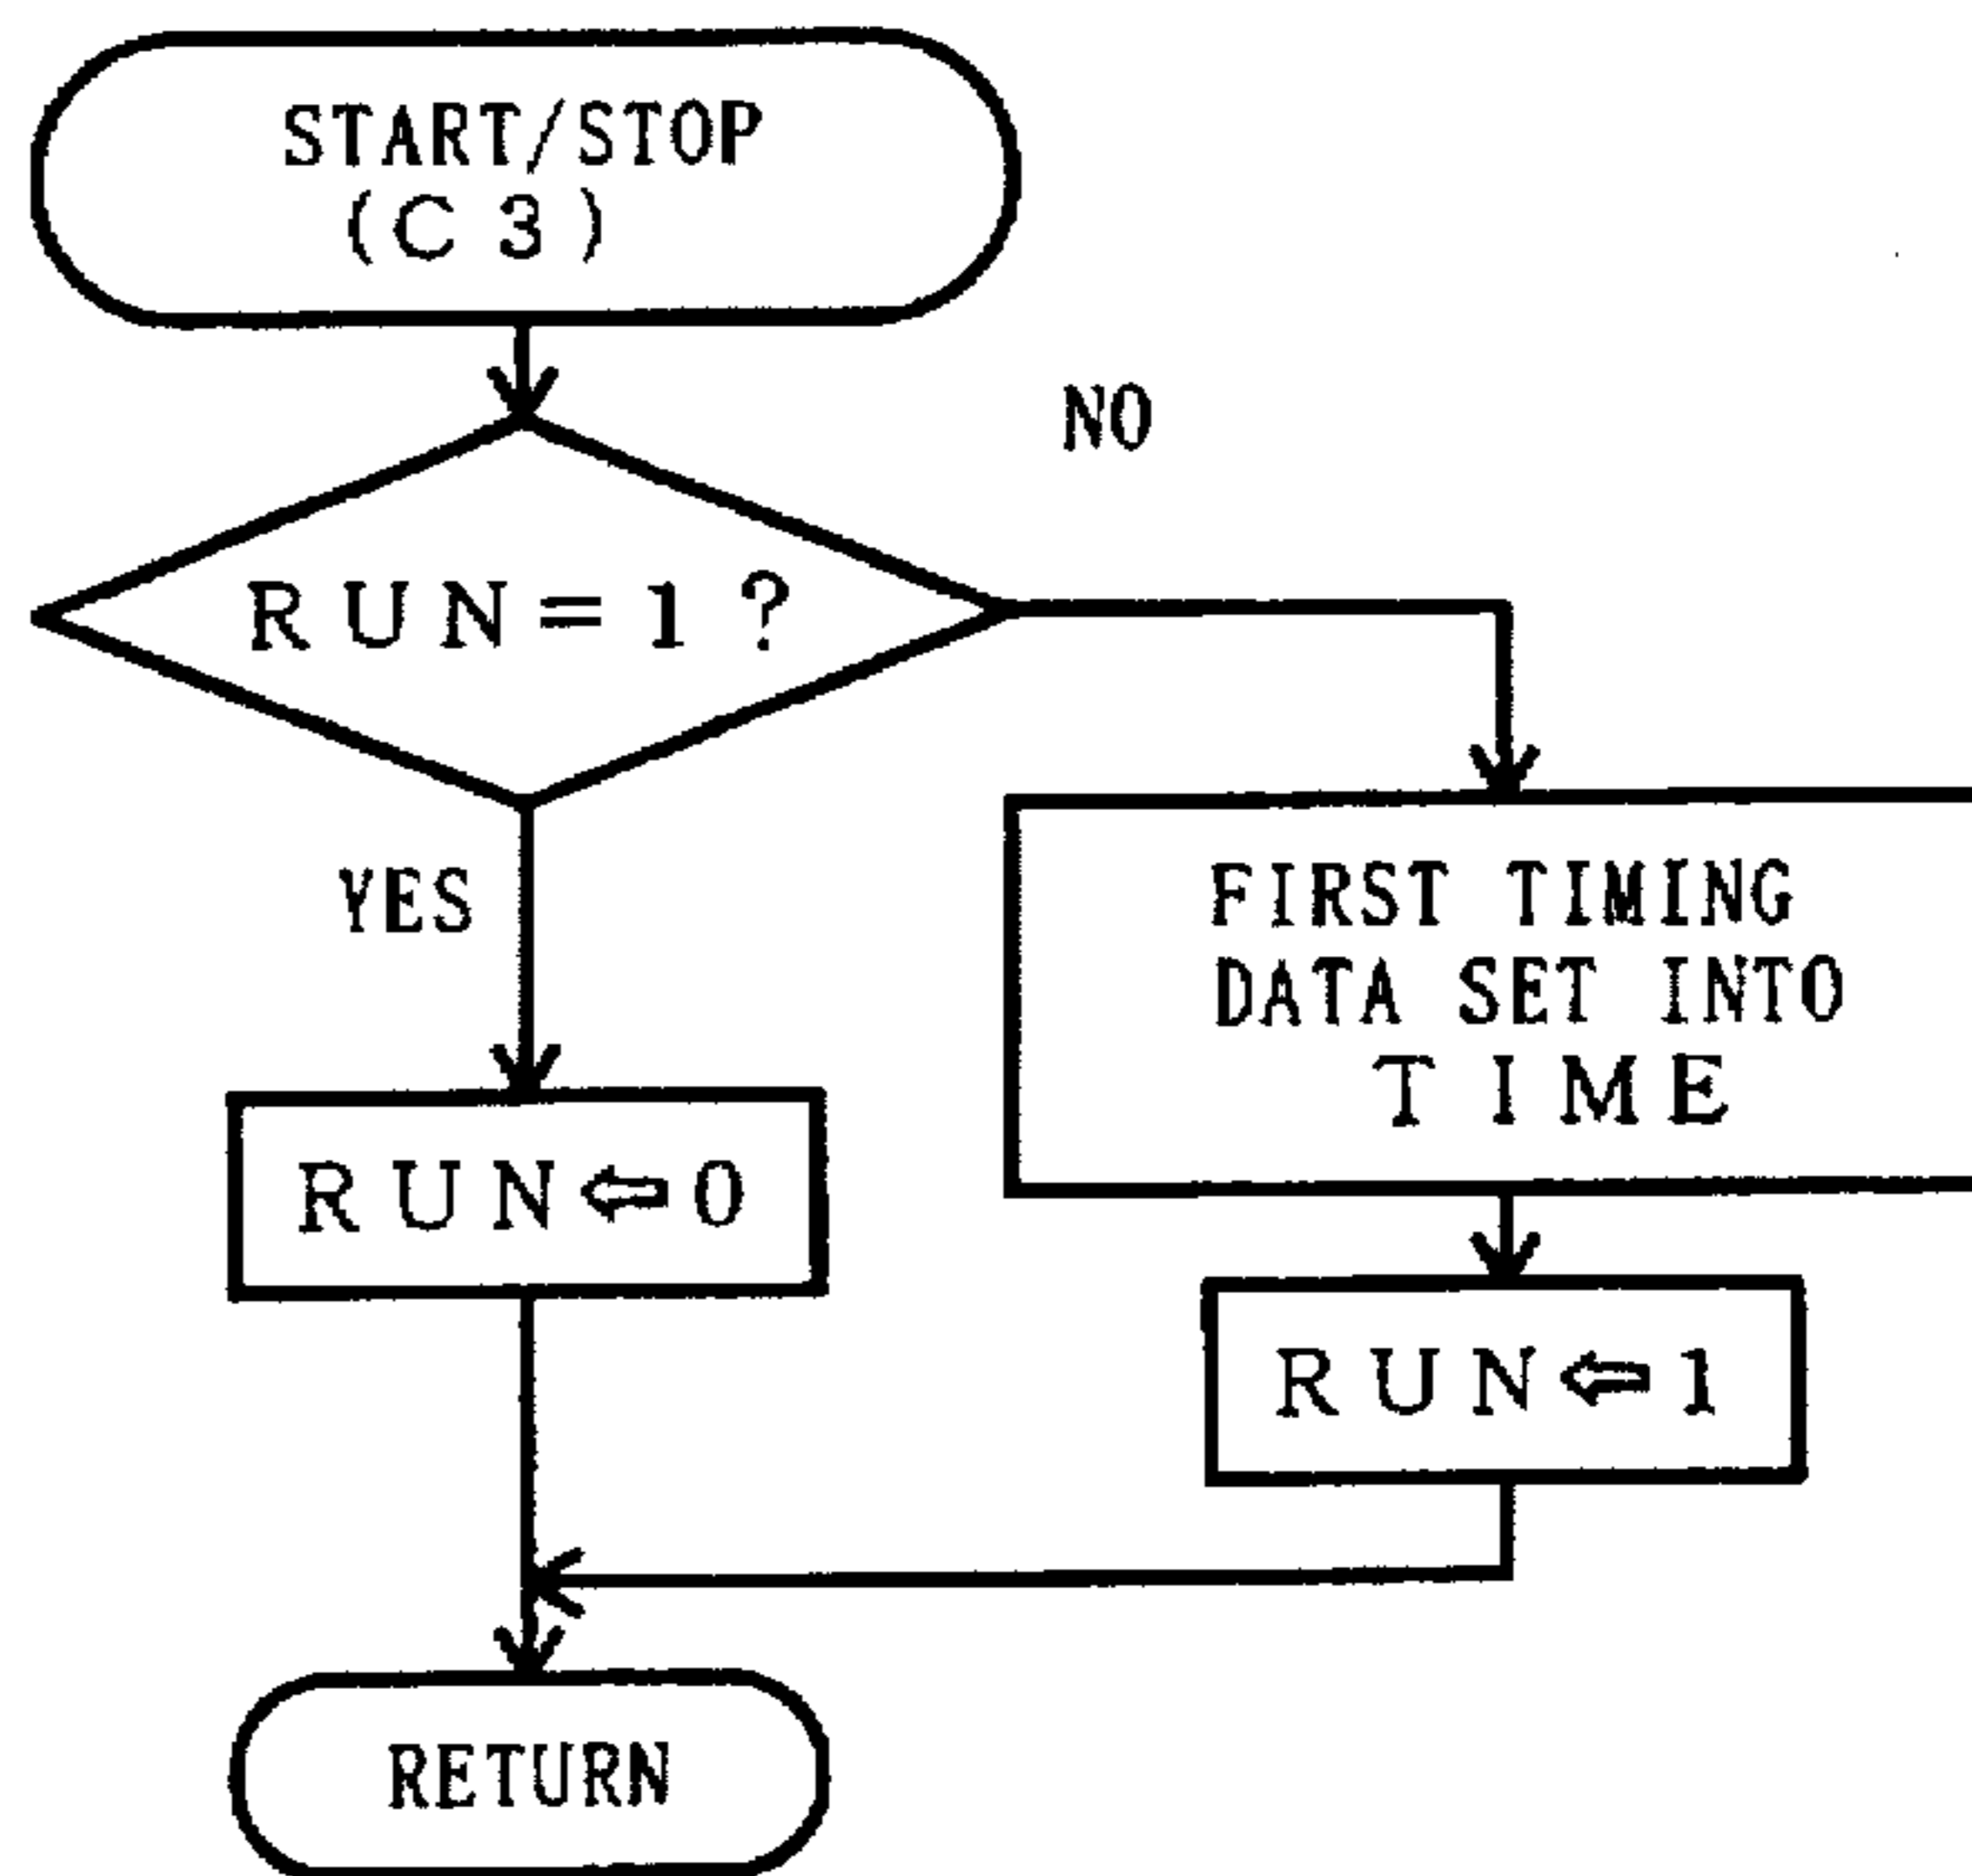 START/STOP
(C3)
NO
RUN=1?
YES
FIRST TIMING
DATA SET INTO
TIME
RUN⇦0
RUN⇦1
RETURN